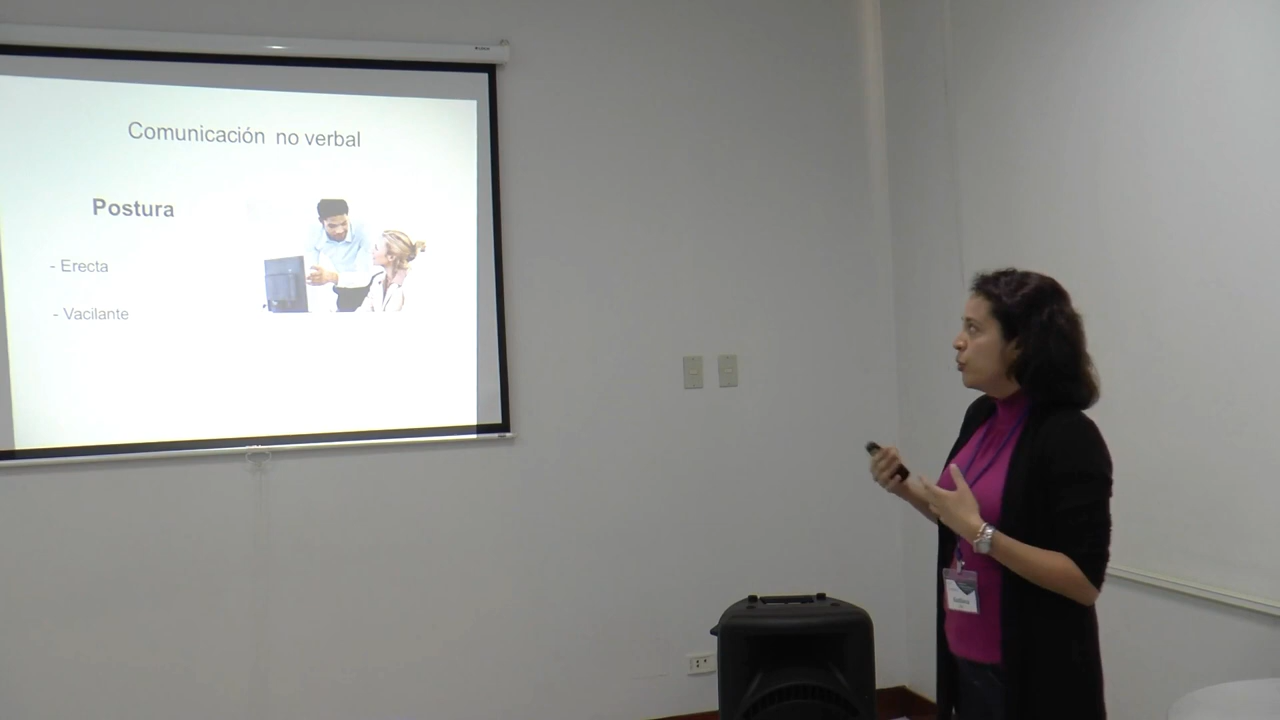 Comunicación no verbal
Postura
- Erecta
- Vacilante